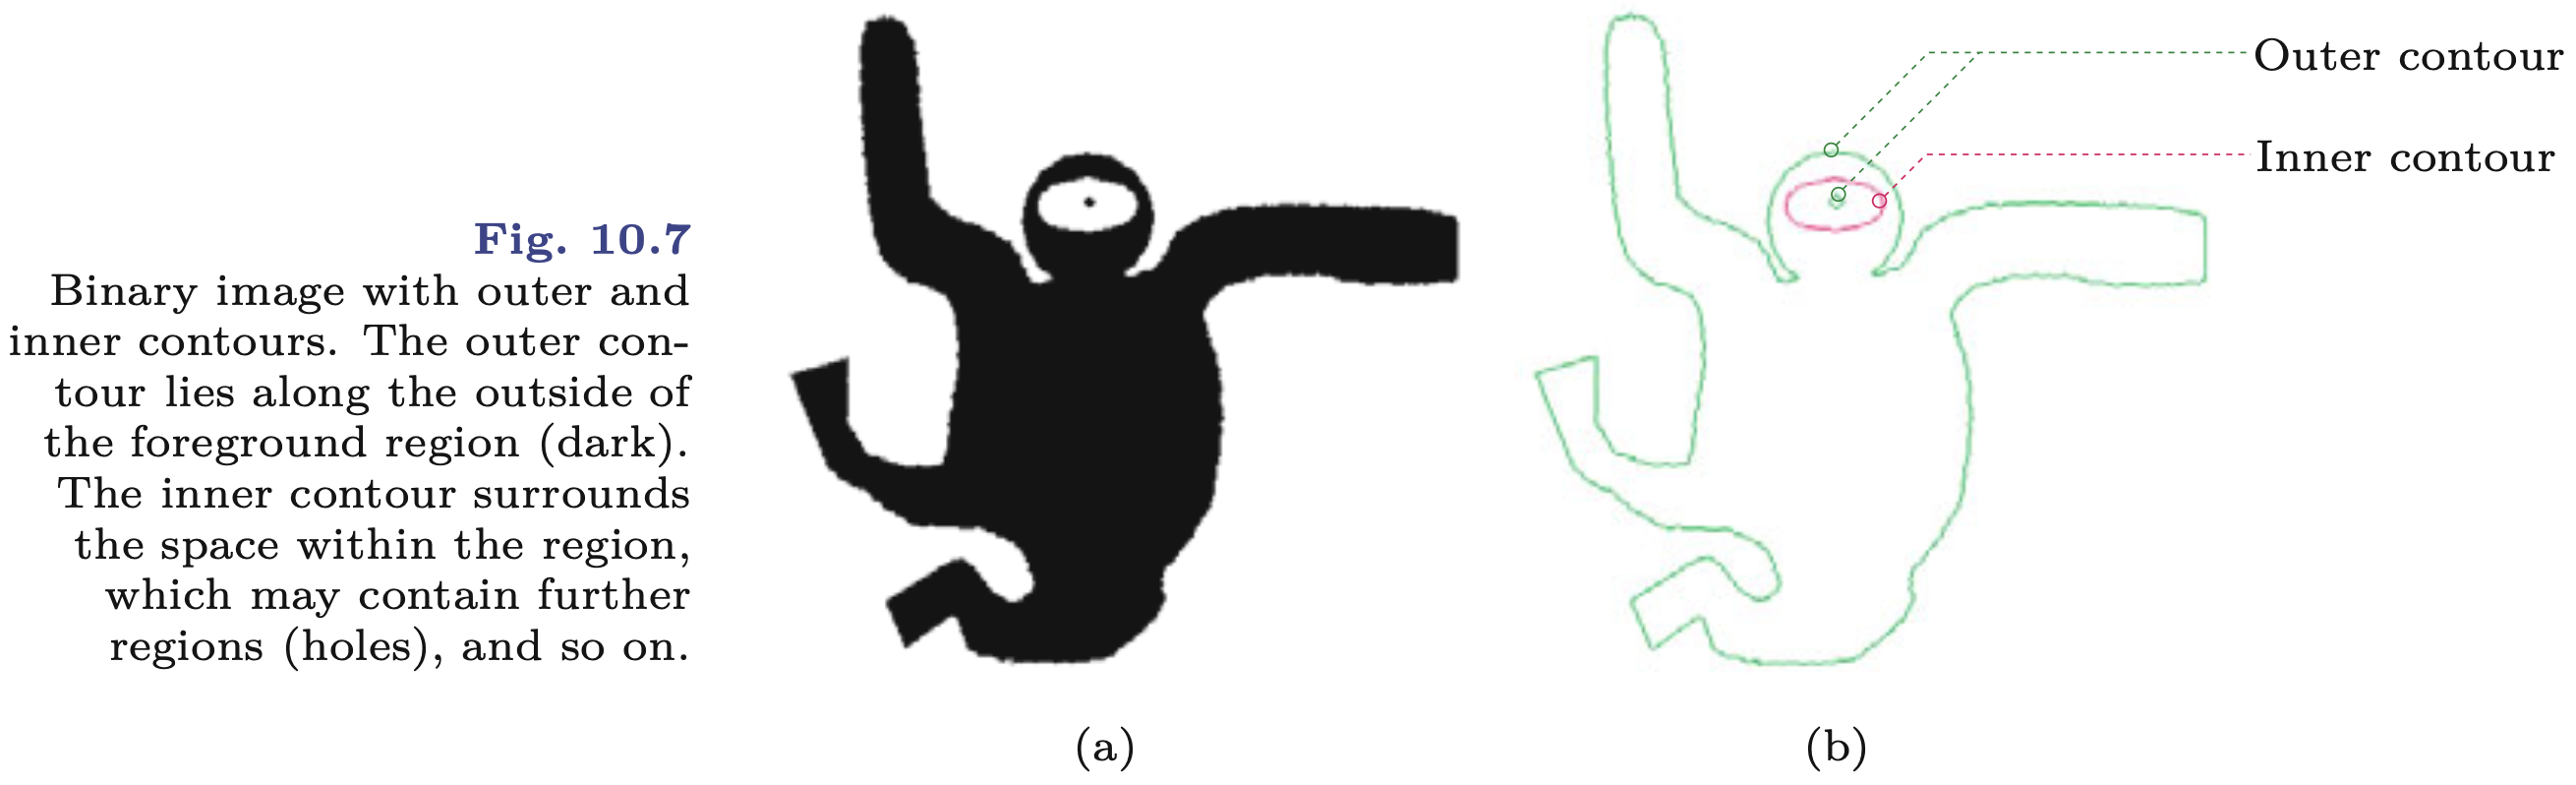 Fig. 10.7
Binary image with outer and
inner contours. The outer con-
tour lies along the outside of
the foreground region (dark).
The inner contour surrounds
the space within the region,
which may contain further
regions (holes), and so on.
Outer contour
Inner contour
(a)
(b)